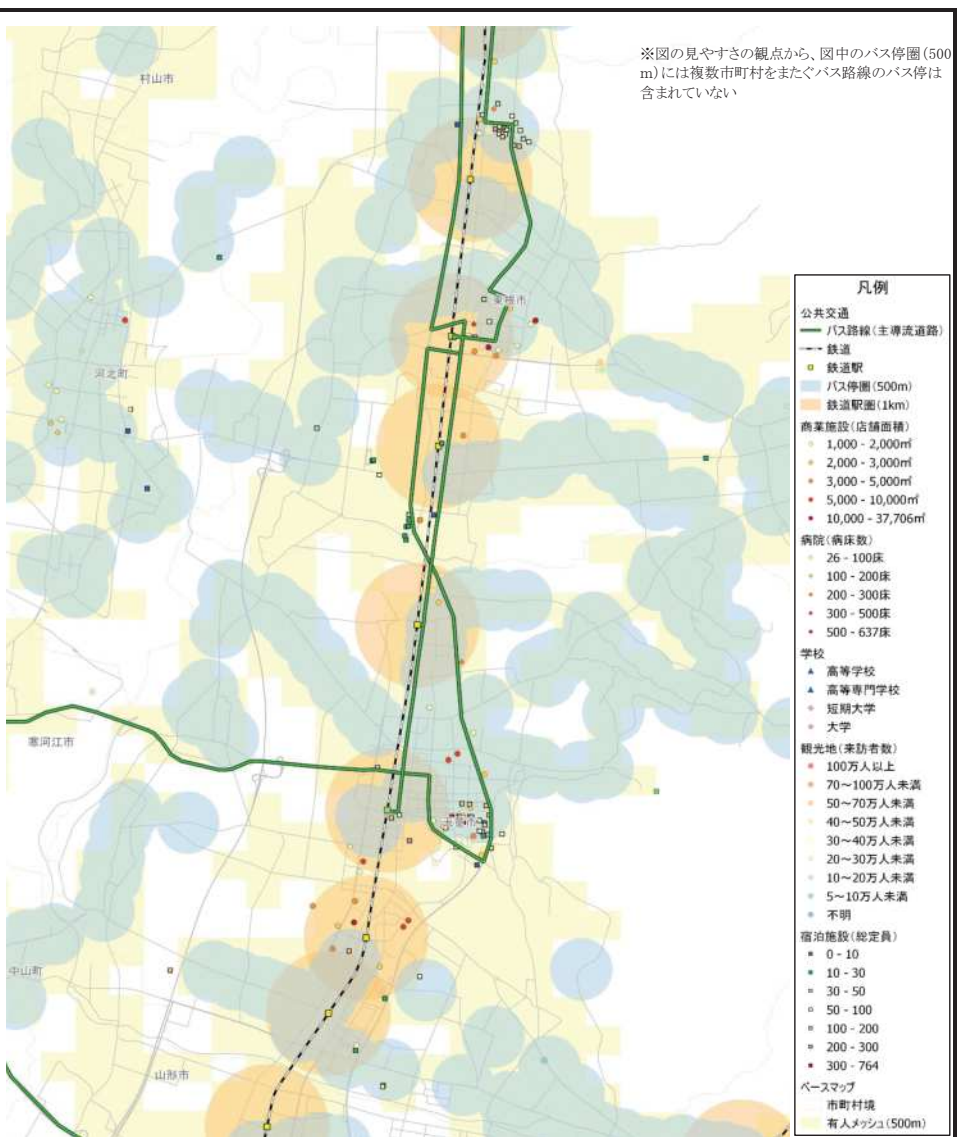 ※図の見やすさの観点から、図中のバス停圏(500
m)には複数市町村をまたぐバス路線のバス停は
含まれていない
村山市
東根市
河北町
寒河江市
天童市
中山町
山形市
凡例
公共交通
バス路線(主導流道路)
鉄道
鉄道駅
バス停圏(500m)
鉄道駅圏(1km)
商業施設(店舗面積)
1,000 - 2,000㎡
2,000 - 3,000㎡
3,000 - 5,000㎡
5,000 - 10,000㎡
10,000 - 37,706㎡
病院(病床数)
26 - 100床
100 - 200床
200 - 300床
300 - 500床
500 - 637床
学校
高等学校
高等専門学校
短期大学
大学
観光地(来訪者数)
100万人以上
70～100万人未満
50～70万人未満
40～50万人未満
30～40万人未満
20～30万人未満
10～20万人未満
5～10万人未満
不明
宿泊施設(総定員)
0 - 10
10 - 30
30 - 50
50 - 100
100 - 200
200 - 300
300 - 764
ベースマップ
市町村境
有人メッシュ(500m)